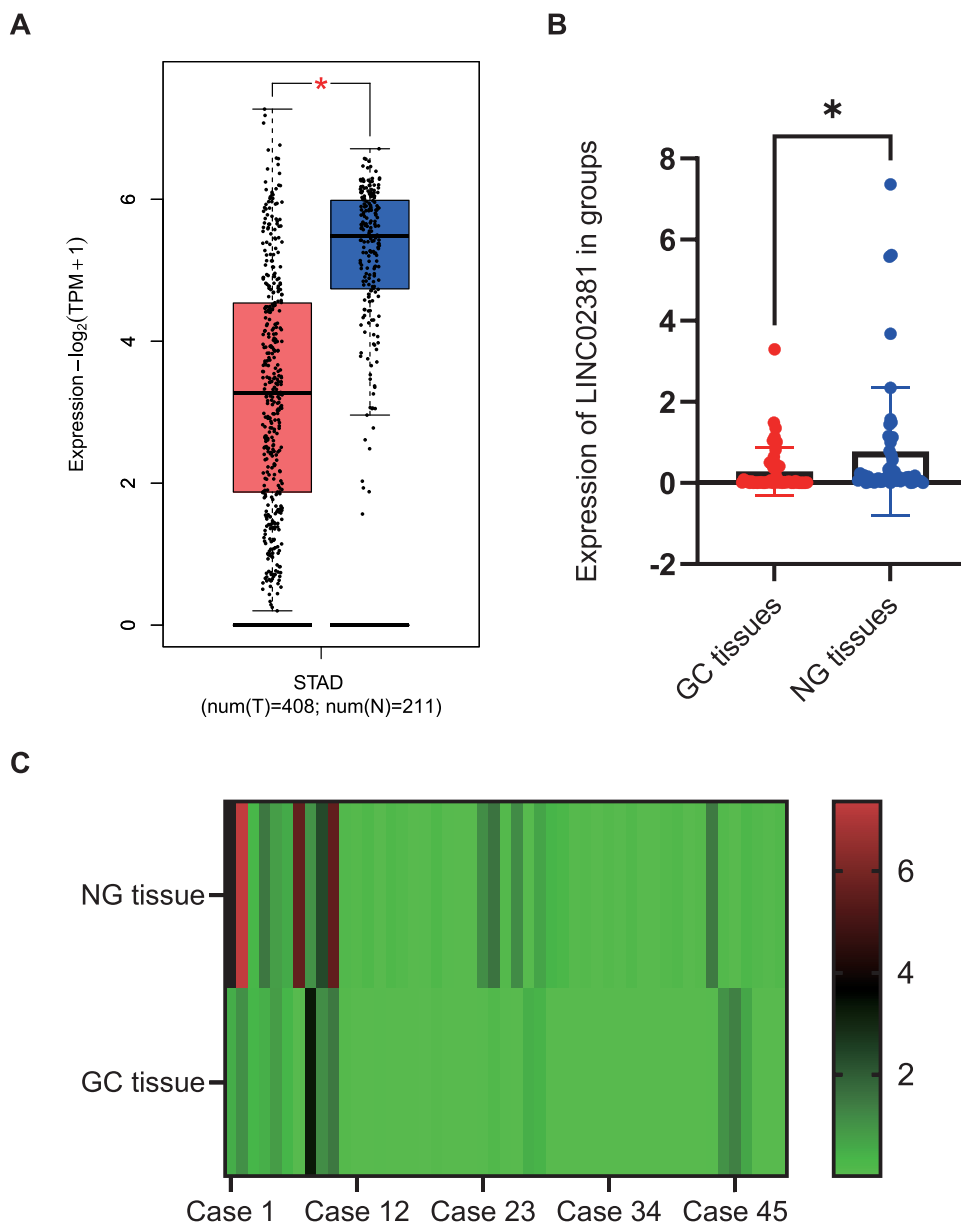 A
*
6
4
2
0
Expression−log2(TPM+1)
STAD
(num(T)=408; num(N)=211)
B
*
8
6
4
2
0
-2
Expression of LINC02381 in groups
GC tissues
NG tissues
C
NG tissue
GC tissue
Case 1
Case 12
Case 23
Case 34
Case 45
6
4
2